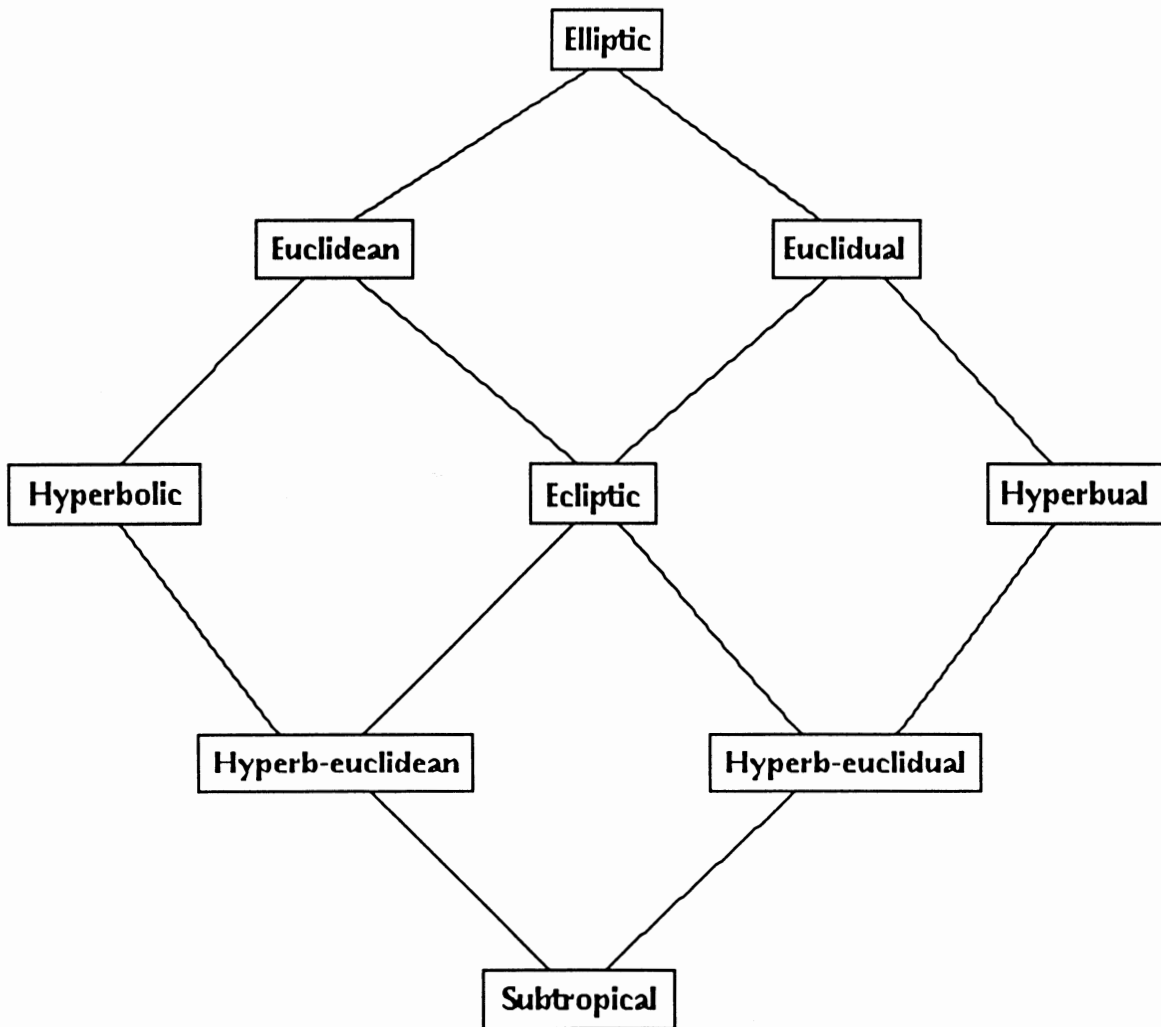 Elliptic
Euclidean
Euclidual
Hyperbolic
Ecliptic
Hyperbual
Hyperb-euclidean
Hyperb-euclidual
Subtropical